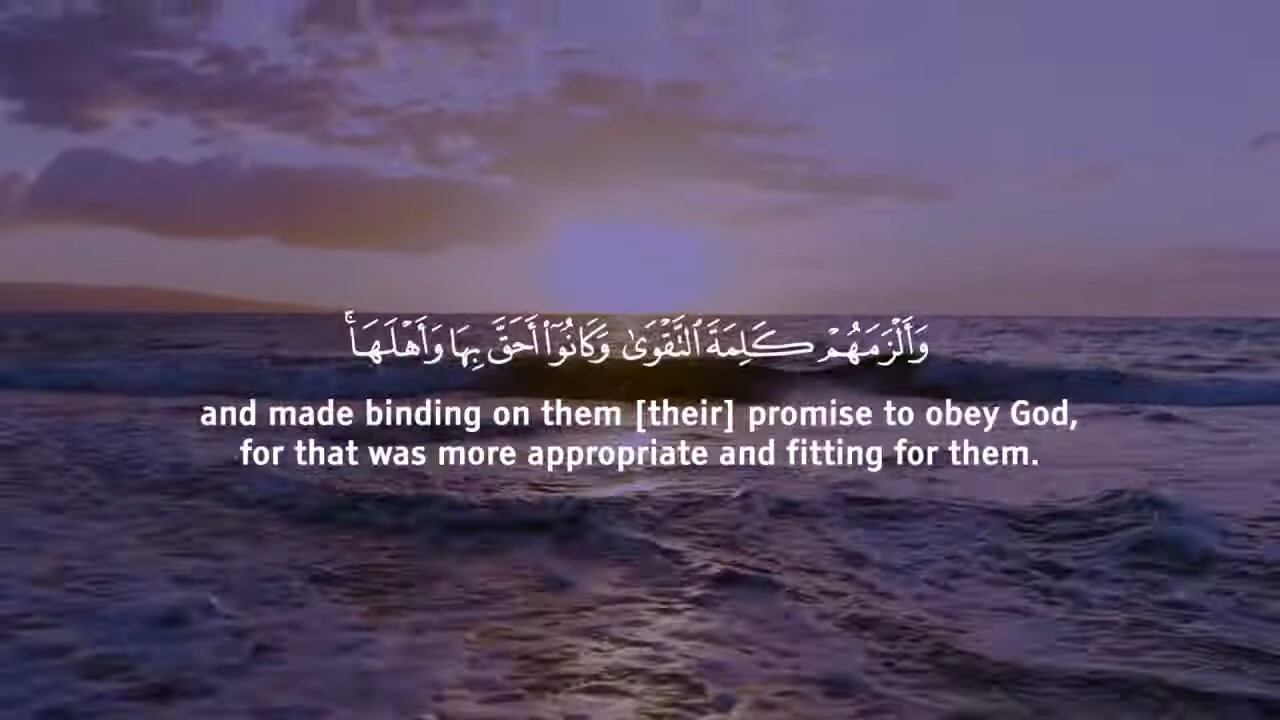 وَأَلْزَمَهُمْ كَلِمَةَ ٱلتَّقْوَىٰ وَكَانُوٓا۟ أَحَقَّ بِهَا وَأَهْلَهَا ۚ
and made binding on them [their] promise to obey God,
for that was more appropriate and fitting for them.